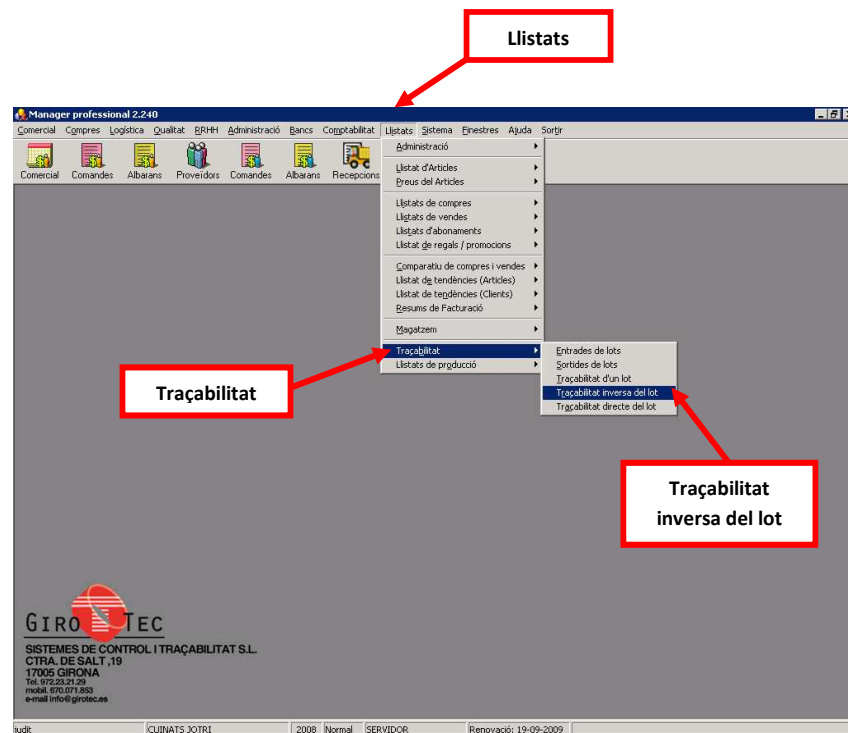 Llistats
Manager professional 2.240
Comercial Compres Logística Qualitat RRHH Administració Bancs Comptabilitat Llistats Sistema Finestres Ajuda Sortir
Comercial Comandes Albarans Proveïdors Comandes Albarans Recepcions
Administració
Llistat d'Articles
Preus del Articles
Llistats de compres
Llistats de vendes
Llistats d'abonaments
Llistat de regals / promocions
Comparatiu de compres i vendes
Llistat de tendències (Articles)
Llistat de tendències (Clients)
Resums de Facturació
Magatzem
Traçabilitat
Llistats de producció
Entrades de lots
Sortides de lots
Traçabilitat d'un lot
Traçabilitat inversa del lot
Traçabilitat directe del lot
Traçabilitat
Traçabilitat
inversa del lot
GIRO TEC
SISTEMES DE CONTROL I TRAÇABILITAT S.L.
CTRA. DE SALT ,19
17005 GIRONA
Tel. 972.23.21.29
mobil. 670.071.853
e-mail info@girotec.es
iudit CUINATS JOTRI 2008 Normal SERVIDOR Renovació: 19-09-2009